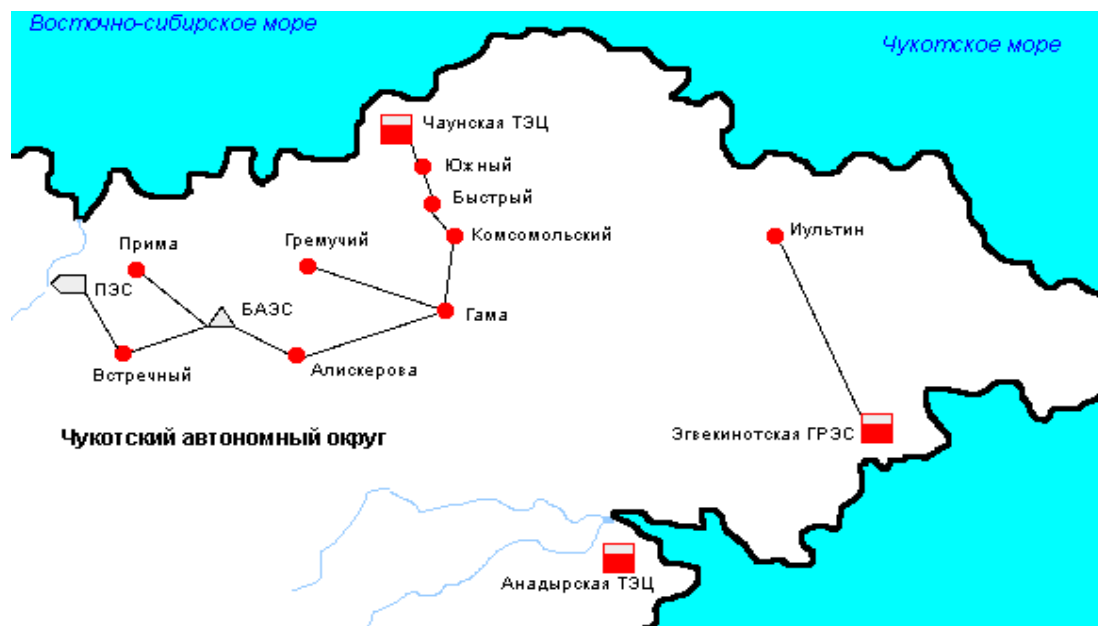 Восточно-сибирское море
Чукотское море
Чаунская ТЭЦ
Южный
Быстрый
Комсомольский
Иультин
Прима
Гремучий
ПЭС
БАЭС
Гама
Встречный
Алискерова
Чукотский автономный округ
Эгвекинотская ГРЭС
Анадырская ТЭЦ